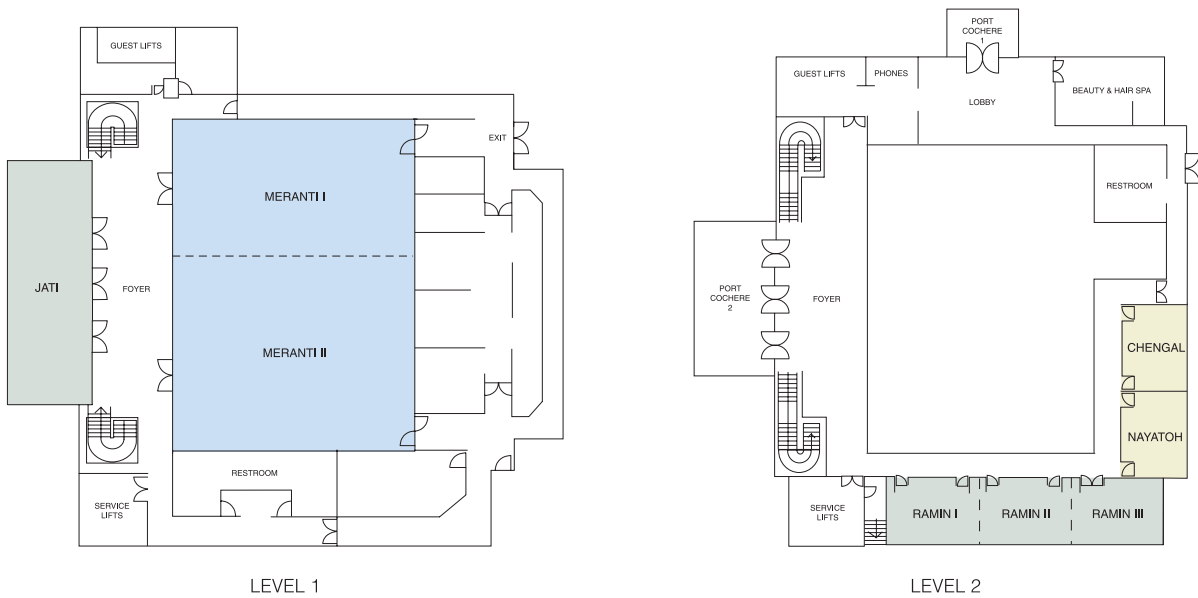 GUEST LIFTS
EXIT
MERANTI I
JATI
FOYER
MERANTI II
RESTROOM
SERVICE
LIFTS
LEVEL 1
PORT
COCHERE
1
GUEST LIFTS
PHONES
LOBBY
BEAUTY & HAIR SPA
RESTROOM
PORT
COCHERE
2
FOYER
CHENGAL
NAYATOH
SERVICE
LIFTS
RAMIN I
RAMIN II
RAMIN III
LEVEL 2